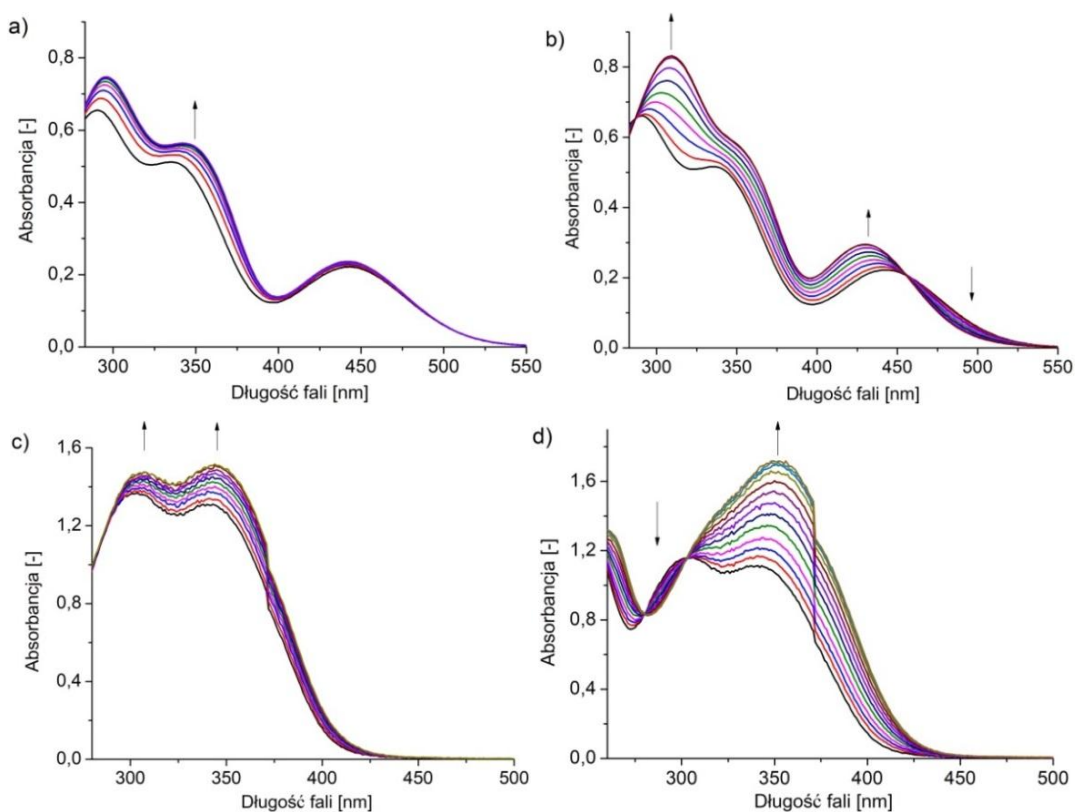 a)
0,8
0,6
0,4
0,2
0,0
Absorbancja [-]
300 350 400 450 500 550
Długość fali [nm]
b)
0,8
0,6
0,4
0,2
0,0
Absorbancja [-]
300 350 400 450 500 550
Długość fali [nm]
c)
1,6
1,2
0,8
0,4
0,0
Absorbancja [-]
300 350 400 450 500
Długość fali [nm]
d)
1,6
1,2
0,8
0,4
0,0
Absorbancja [-]
300 350 400 450 500
Długość fali [nm]